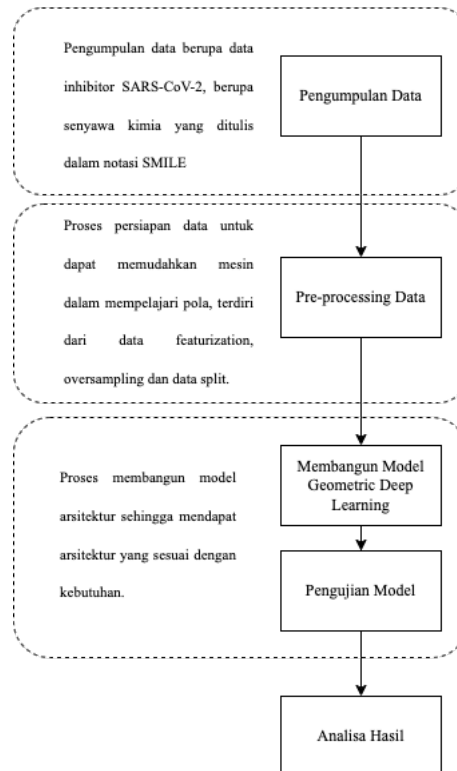 Pengumpulan data berupa data
inhibitor SARS-CoV-2, berupa
senyawa kimia yang ditulis
dalam notasi SMILE
Pengumpulan Data
Proses persiapan data untuk
dapat memudahkan mesin
dalam mempelajari pola, terdiri
dari data featurization,
oversampling dan data split.
Pre-processing Data
Proses membangun model
arsitektur sehingga mendapat
arsitektur yang sesuai dengan
kebutuhan.
Membangun Model
Geometric Deep
Learning
Pengujian Model
Analisa Hasil